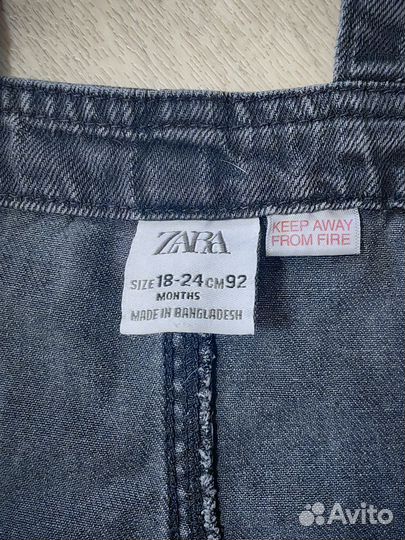 ZARA
SIZE 18-24 CM 92
MONTHS
MADE IN BANGLADESH
KEEP AWAY
FROM FIRE
Avito